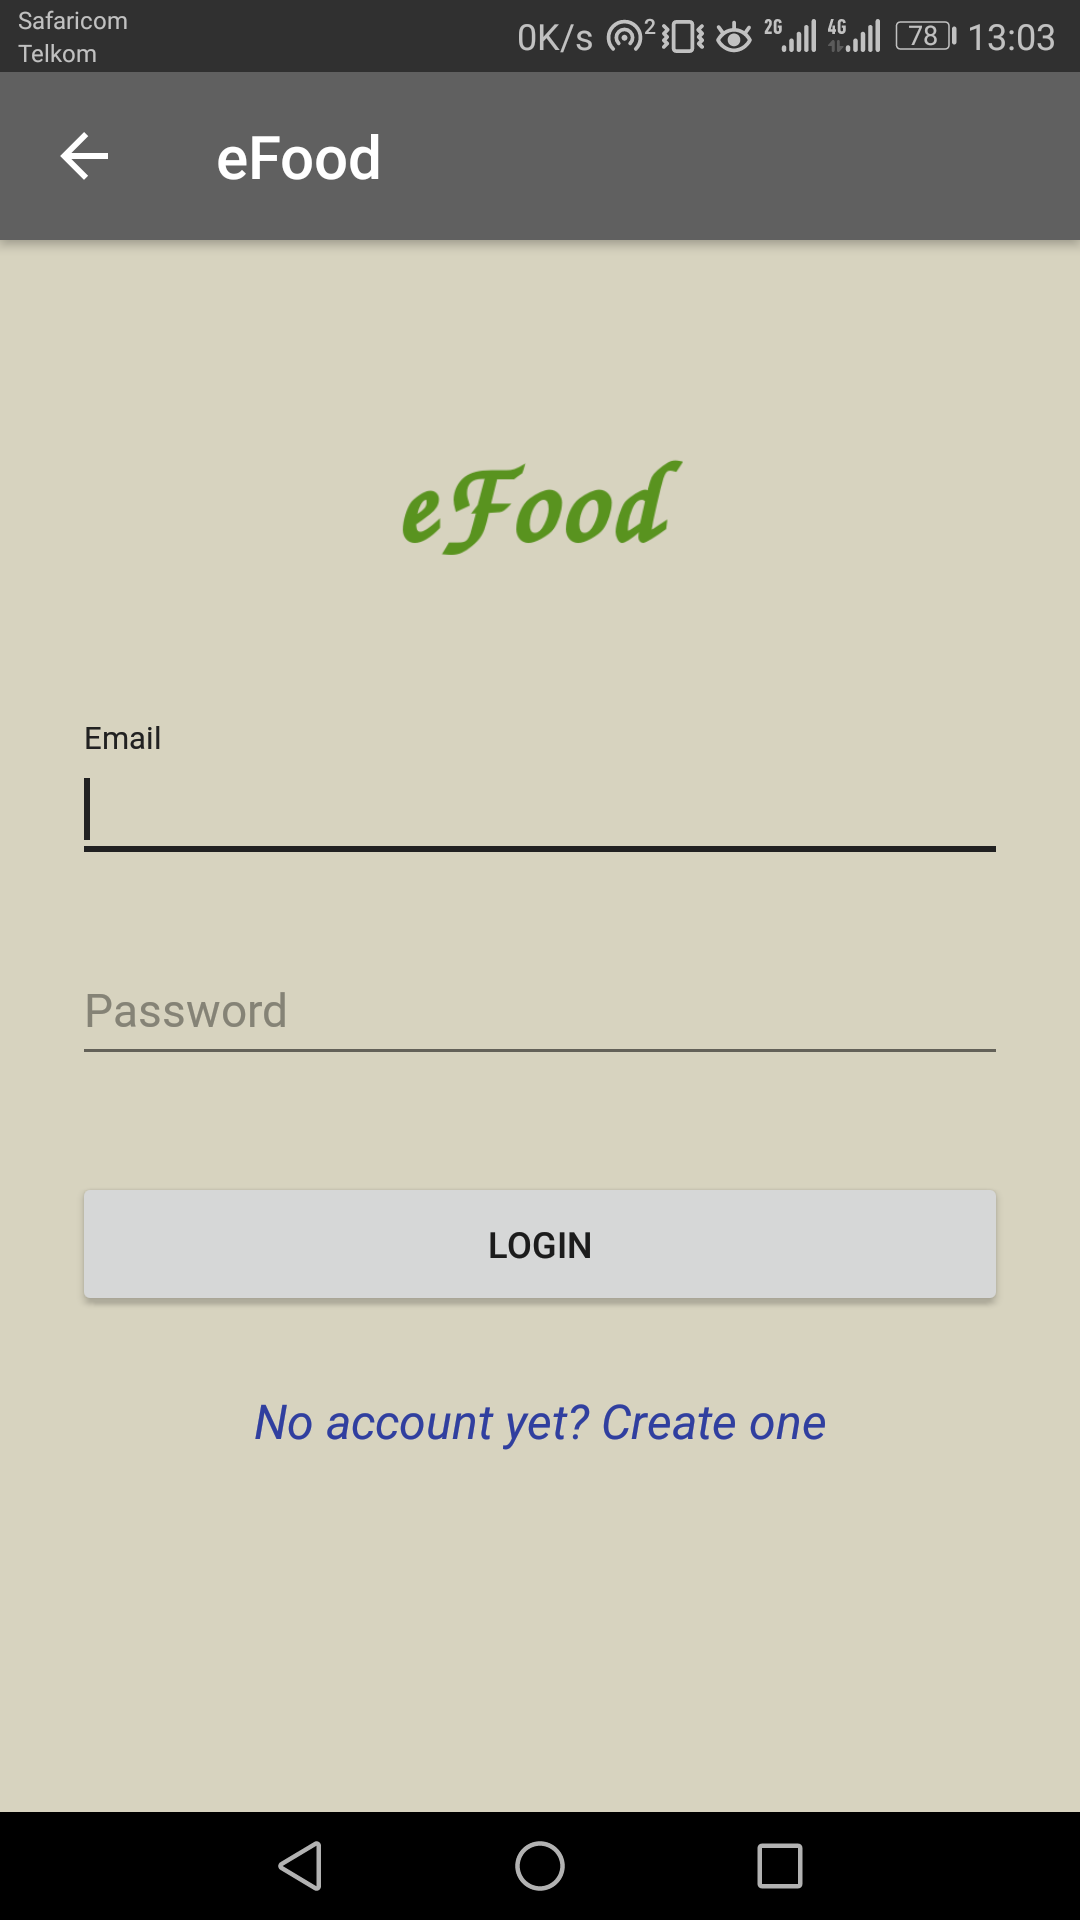 Safaricom
Telkom
0K/s 2 2G 4G 78 13:03
eFood
eFood
Email
Password
LOGIN
No account yet? Create one